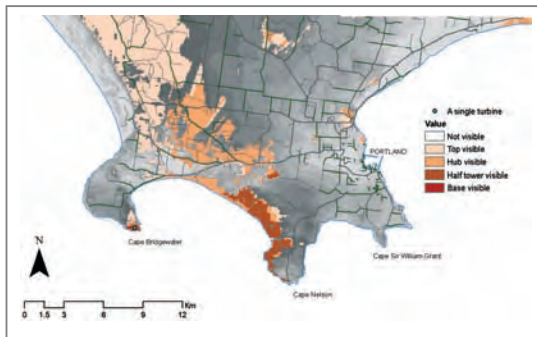 A single turbine
Value
Not visible
Top visible
Hub visible
Half tower visible
Base visible
PORTLAND
Cape Bridgewater
Cape Sir William Grant
Cape Nelson
N
Km
0 1.5 3 6 9 12